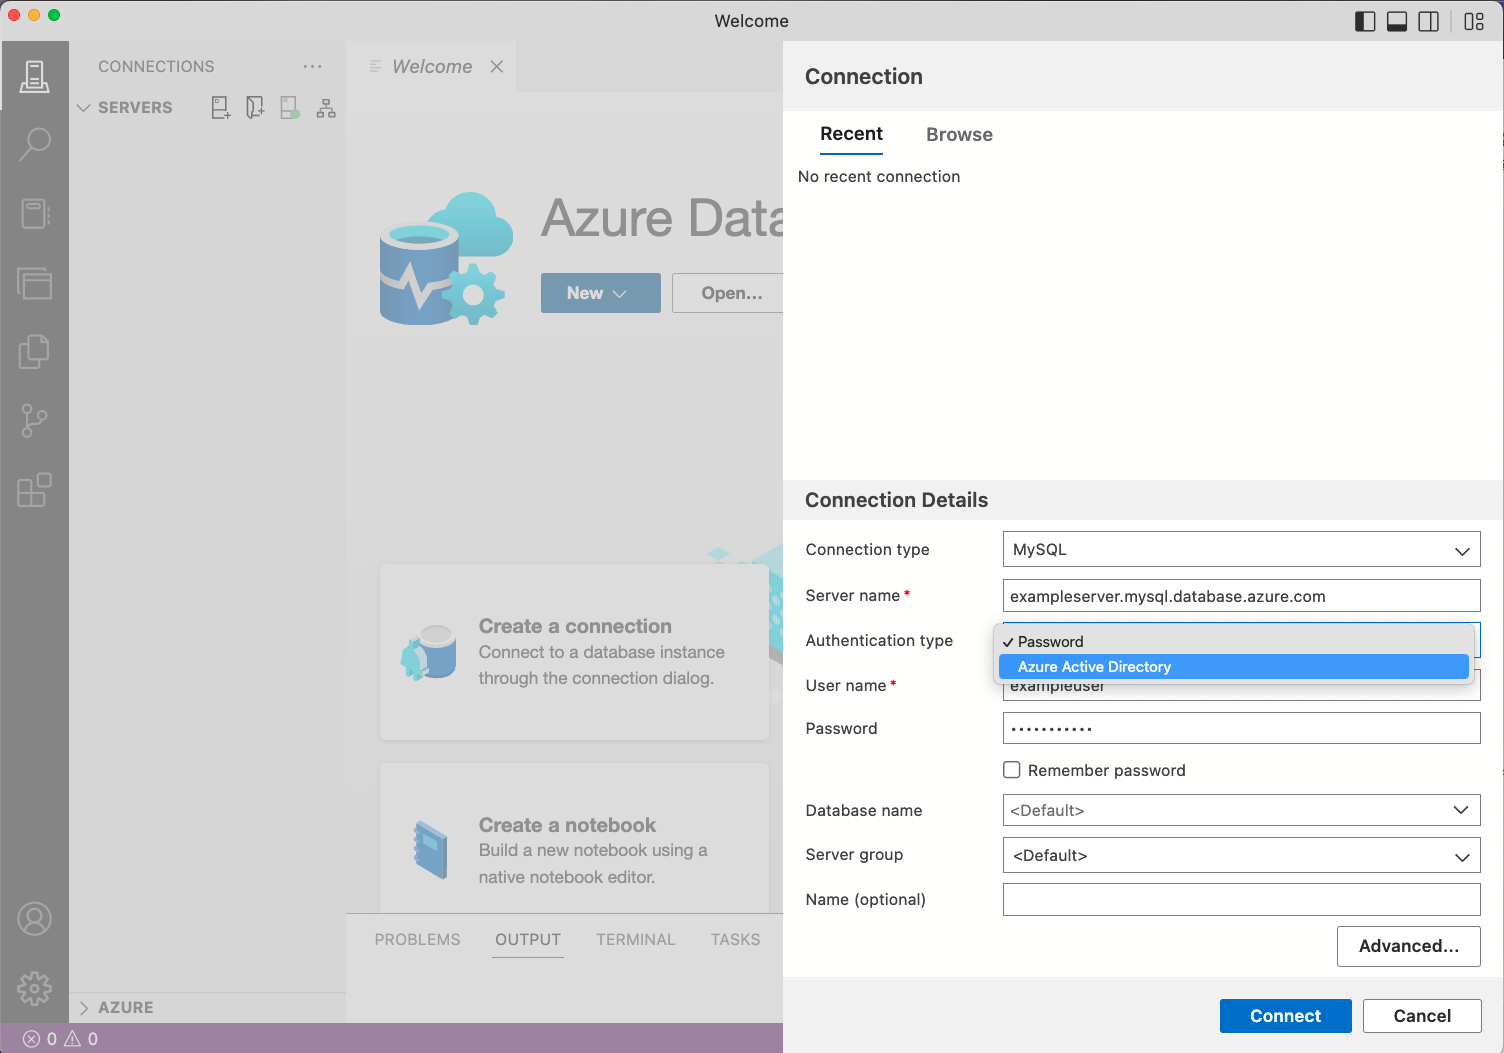 Welcome
CONNECTIONS
SERVERS
Welcome
Azure Data
New
Open...
Create a connection
Connect to a database instance
through the connection dialog.
Create a notebook
Build a new notebook using a
native notebook editor.
PROBLEMS OUTPUT TERMINAL TASKS
AZURE
0 0
Connection
Recent Browse
No recent connection
Connection Details
Connection type MySQL
Server name * exampleserver.mysql.database.azure.com
Authentication type ✓ Password
Azure Active Directory
User name * exampleuser
Password •••••••••••
Remember password
Database name <Default>
Server group <Default>
Name (optional)
Advanced...
Connect Cancel